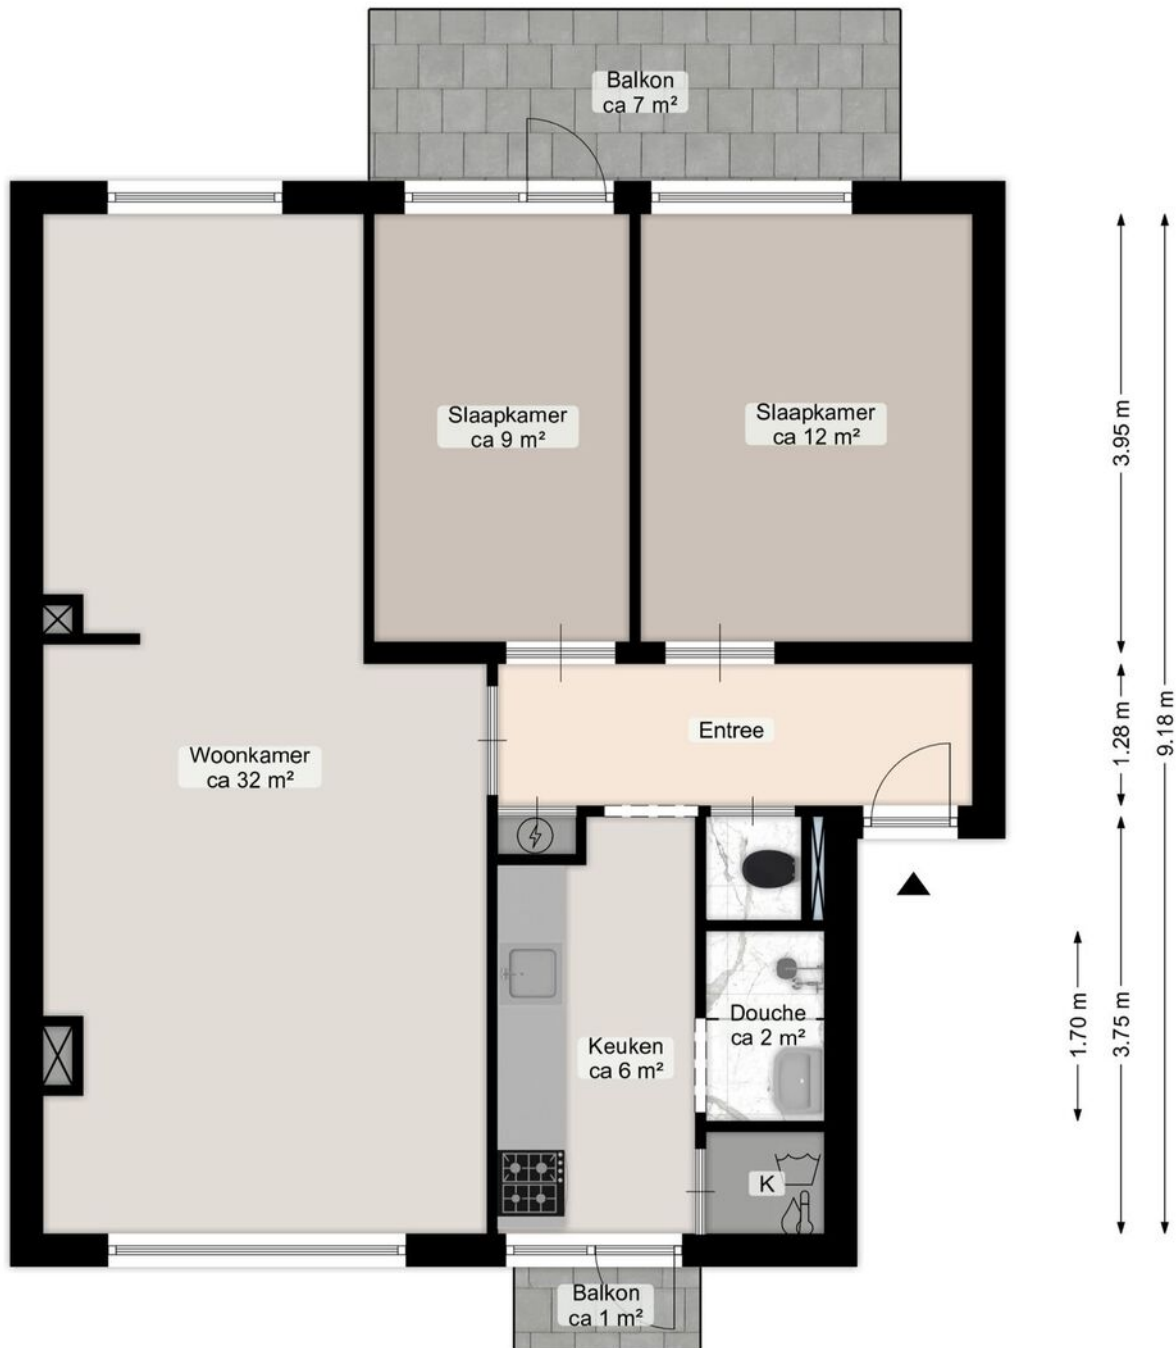 Balkon
ca 7 m²
Slaapkamer
ca 9 m²
Slaapkamer
ca 12 m²
3.95 m
Entree
1.28 m
9.18 m
Woonkamer
ca 32 m²
Douche
ca 2 m²
1.70 m
3.75 m
Keuken
ca 6 m²
K
Balkon
ca 1 m²